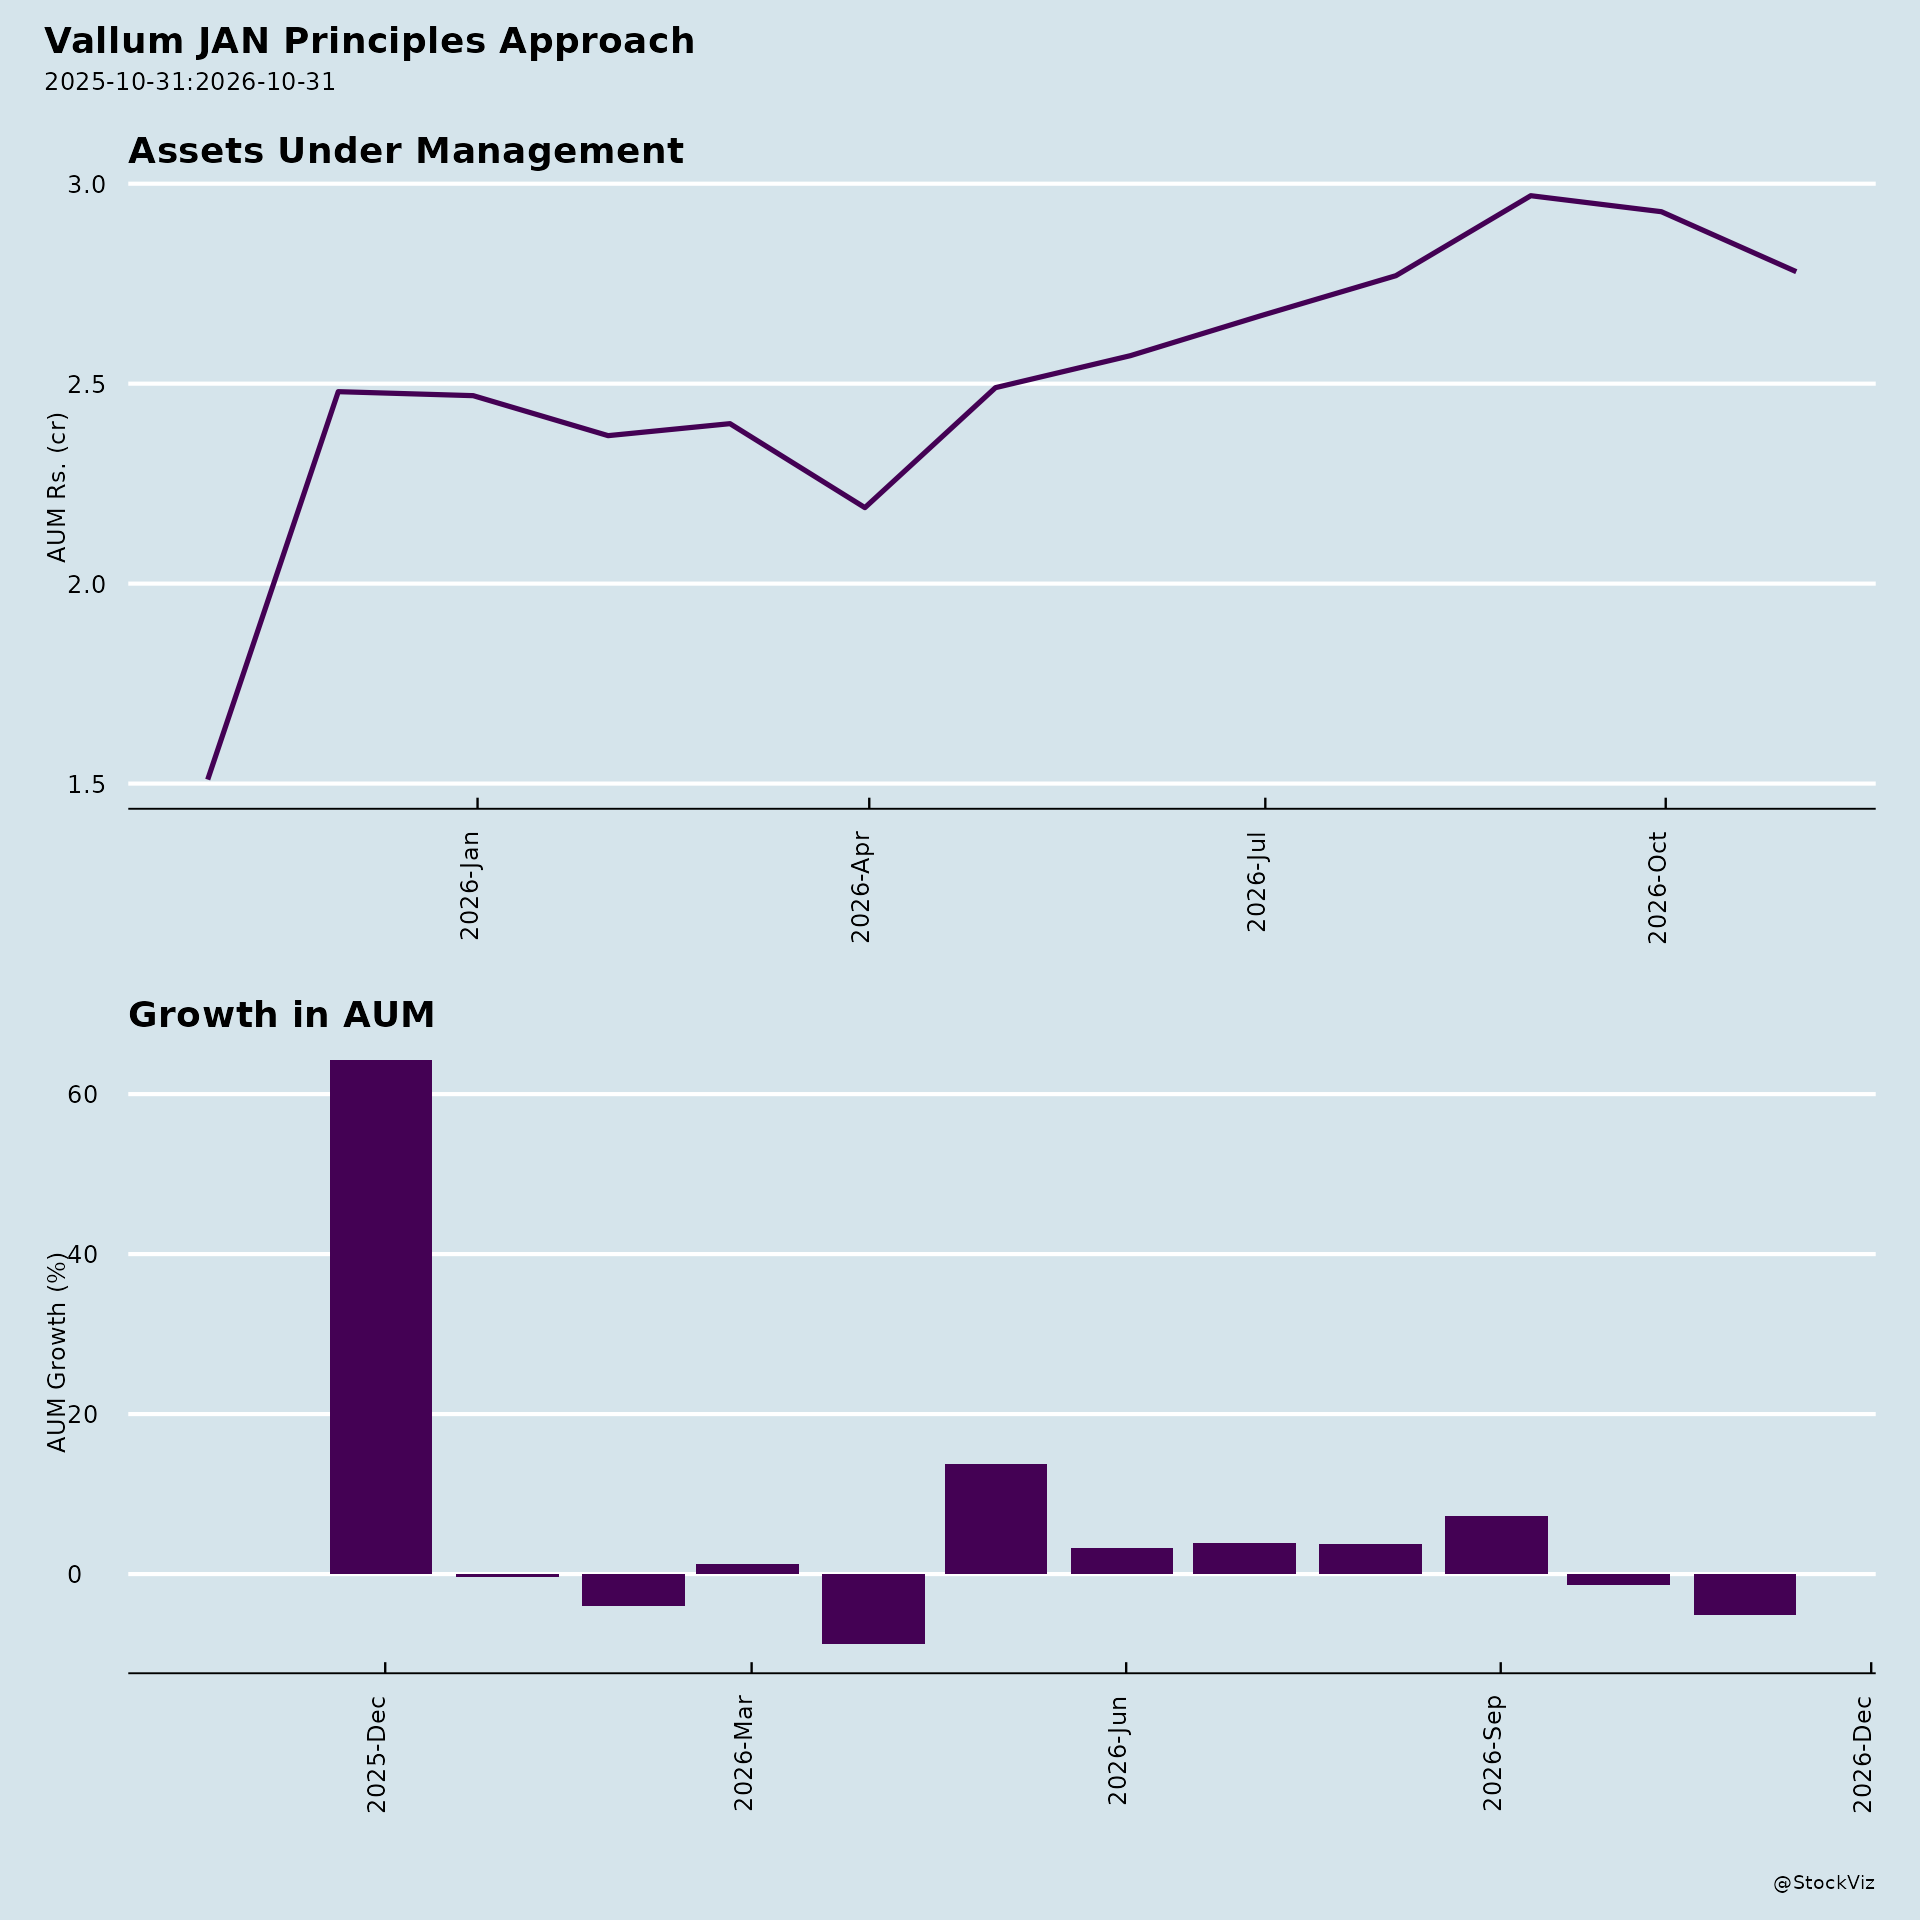 Vallum JAN Principles Approach
2025-10-31:2026-10-31
Assets Under Management
3.0
2.5
2.0
1.5
AUM Rs. (cr)
2026-Jan
2026-Apr
2026-Jul
2026-Oct
Growth in AUM
60
40
20
0
AUM Growth (%)
2025-Dec
2026-Mar
2026-Jun
2026-Sep
2026-Dec
@StockViz